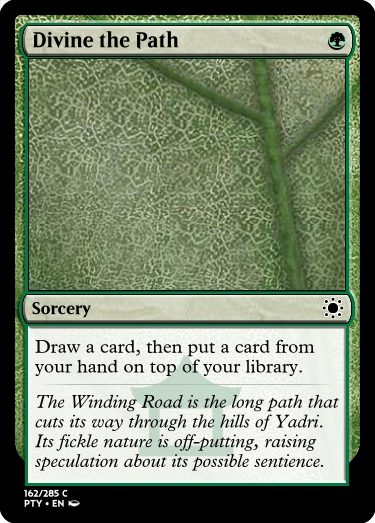 Divine the Path
Sorcery
Draw a card, then put a card from
your hand on top of your library.
The Winding Road is the long path that
cuts its way through the hills of Yadri.
Its fickle nature is off-putting, raising
speculation about its possible sentience.
162/285 C
PTY • EN